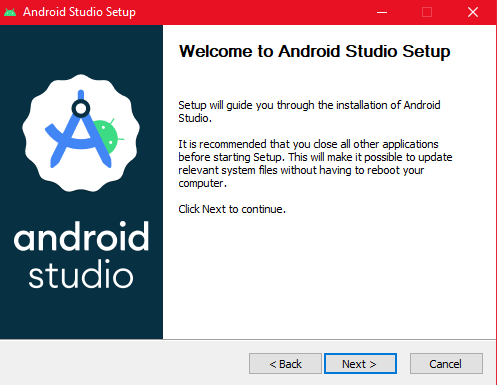 Android Studio Setup
Welcome to Android Studio Setup
Setup will guide you through the installation of Android
Studio.
It is recommended that you close all other applications
before starting Setup. This will make it possible to update
relevant system files without having to reboot your
computer.
Click Next to continue.
android
studio
< Back
Next >
Cancel